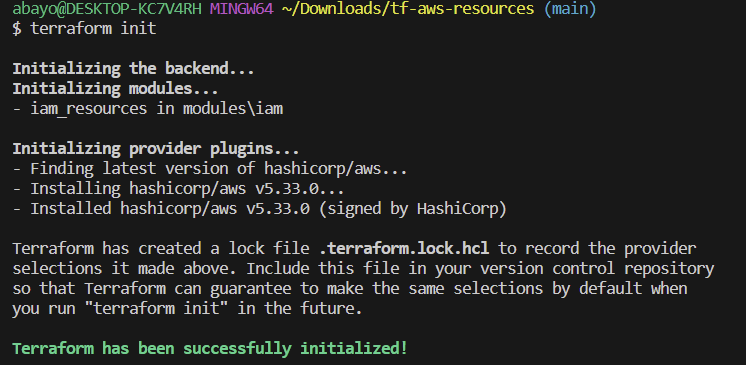 abayo@DESKTOP-KC7V4RH MINGW64 ~/Downloads/tf-aws-resources (main)
$ terraform init
Initializing the backend...
Initializing modules...
- iam_resources in modules\iam
Initializing provider plugins...
- Finding latest version of hashicorp/aws...
- Installing hashicorp/aws v5.33.0...
- Installed hashicorp/aws v5.33.0 (signed by HashiCorp)
Terraform has created a lock file .terraform.lock.hcl to record the provider
selections it made above. Include this file in your version control repository
so that Terraform can guarantee to make the same selections by default when
you run "terraform init" in the future.
Terraform has been successfully initialized!